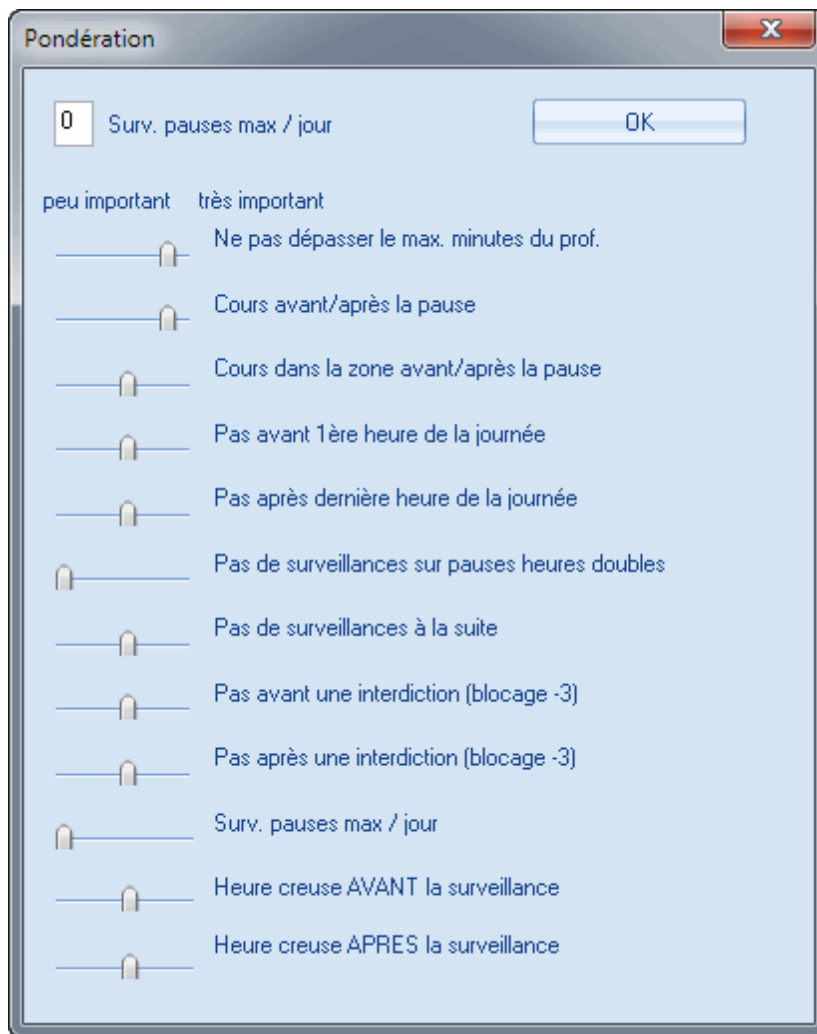 Pondération
0 Surv. pauses max / jour OK
peu important très important
Ne pas dépasser le max. minutes du prof.
Cours avant/après la pause
Cours dans la zone avant/après la pause
Pas avant 1ère heure de la journée
Pas après dernière heure de la journée
Pas de surveillances sur pauses heures doubles
Pas de surveillances à la suite
Pas avant une interdiction (blocage -3)
Pas après une interdiction (blocage -3)
Surv. pauses max / jour
Heure creuse AVANT la surveillance
Heure creuse APRES la surveillance